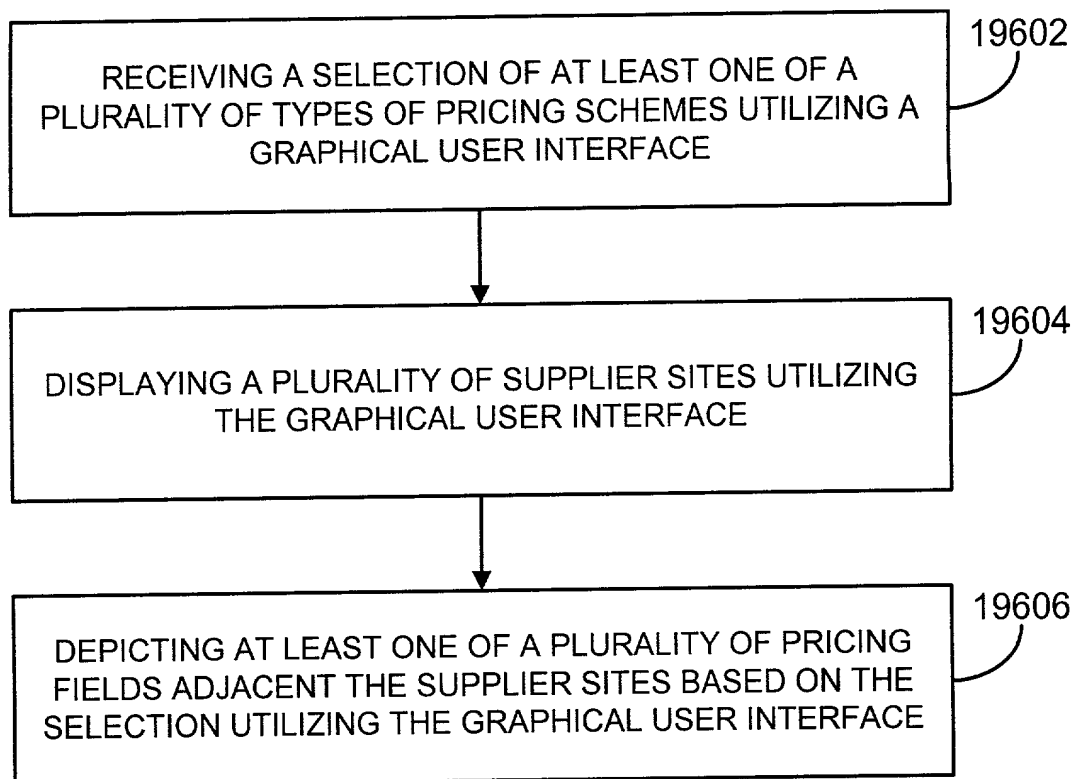 19602
RECEIVING A SELECTION OF AT LEAST ONE OF A
PLURALITY OF TYPES OF PRICING SCHEMES UTILIZING A
GRAPHICAL USER INTERFACE
19604
DISPLAYING A PLURALITY OF SUPPLIER SITES UTILIZING
THE GRAPHICAL USER INTERFACE
19606
DEPICTING AT LEAST ONE OF A PLURALITY OF PRICING
FIELDS ADJACENT THE SUPPLIER SITES BASED ON THE
SELECTION UTILIZING THE GRAPHICAL USER INTERFACE